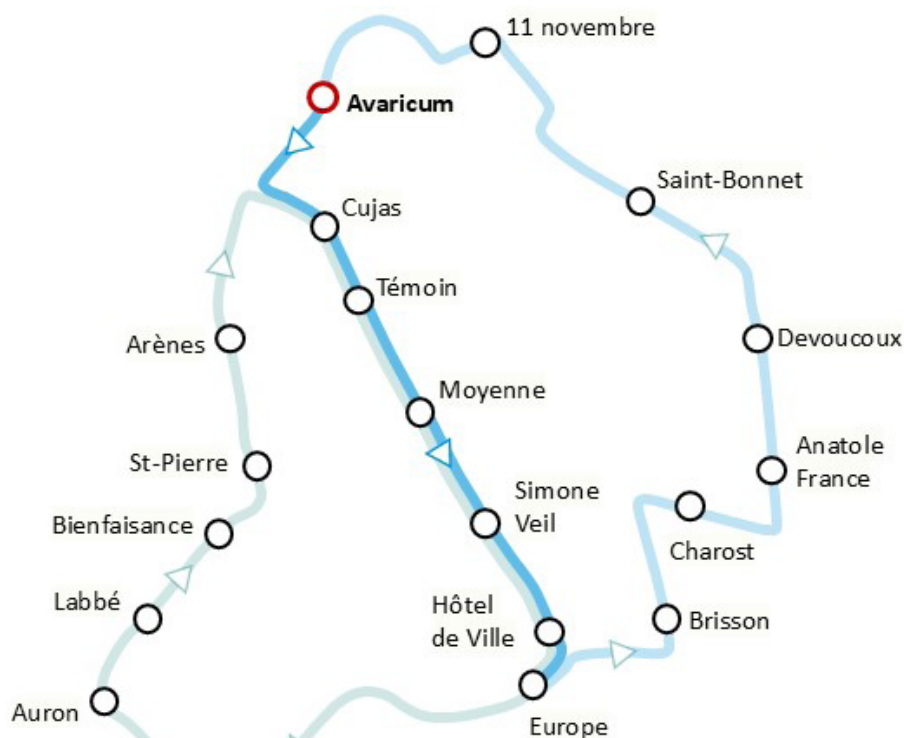 11 novembre
Avaricum
Saint-Bonnet
Cujas
Témoin
Arènes
Devoucoux
Moyenne
Anatole
France
St-Pierre
Simone
Veil
Bienfaisance
Charost
Labbé
Hôtel
de Ville
Brisson
Auron
Europe